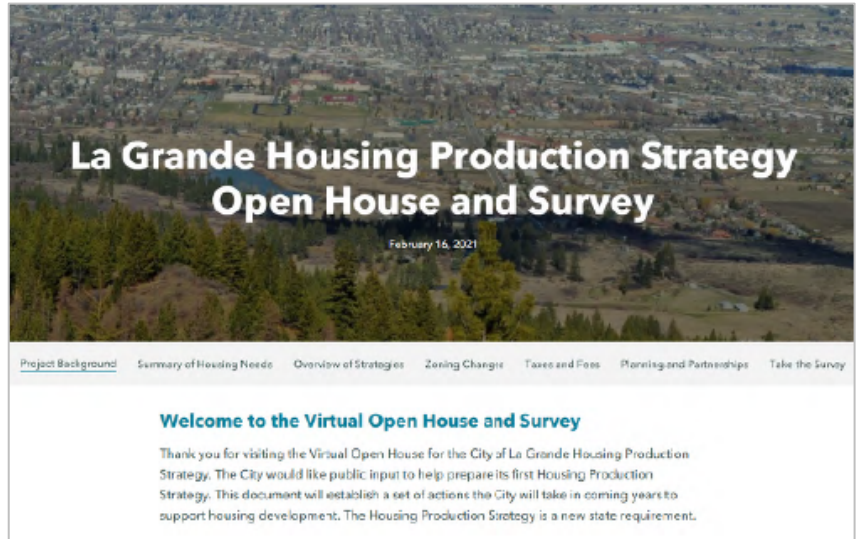 La Grande Housing Production Strategy
Open House and Survey
February 16, 2021
Project Background Summary of Housing Needs Overview of Strategies Zoning Changes Taxes and Fees Planning and Partnerships Take the Survey
Welcome to the Virtual Open House and Survey
Thank you for visiting the Virtual Open House for the City of La Grande Housing Production
Strategy. The City would like public input to help prepare its first Housing Production
Strategy. This document will establish a set of actions the City will take in coming years to
support housing development. The Housing Production Strategy is a new state requirement.